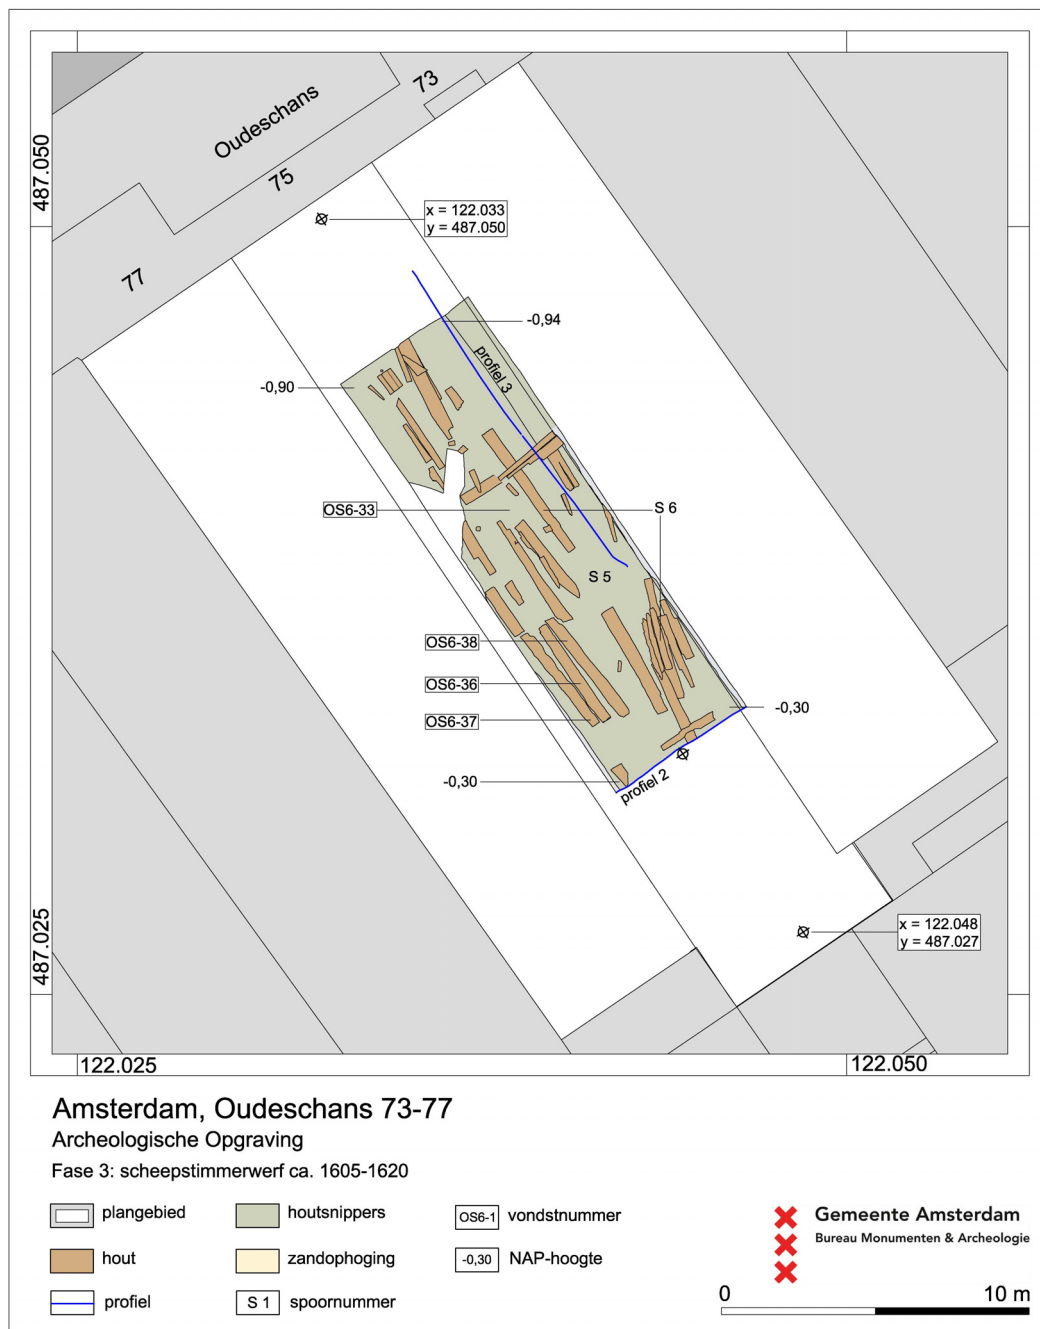 Oudeschans
73
75
77
487.050
x = 122.033
y = 487.050
-0,94
profiel 3
-0,90
OS6-33
S 6
S 5
OS6-38
OS6-36
OS6-37
-0,30
-0,30
profiel 2
487.025
x = 122.048
y = 487.027
122.025
122.050
Amsterdam, Oudeschans 73-77
Archeologische Opgraving
Fase 3: scheepstimmerwerf ca. 1605-1620
plangebied
houtsnippers
OS6-1 vondstnummer
hout
zandophoging
-0,30 NAP-hoogte
profiel
S 1 spoornummer
Gemeente Amsterdam
Bureau Monumenten & Archeologie
0 10 m